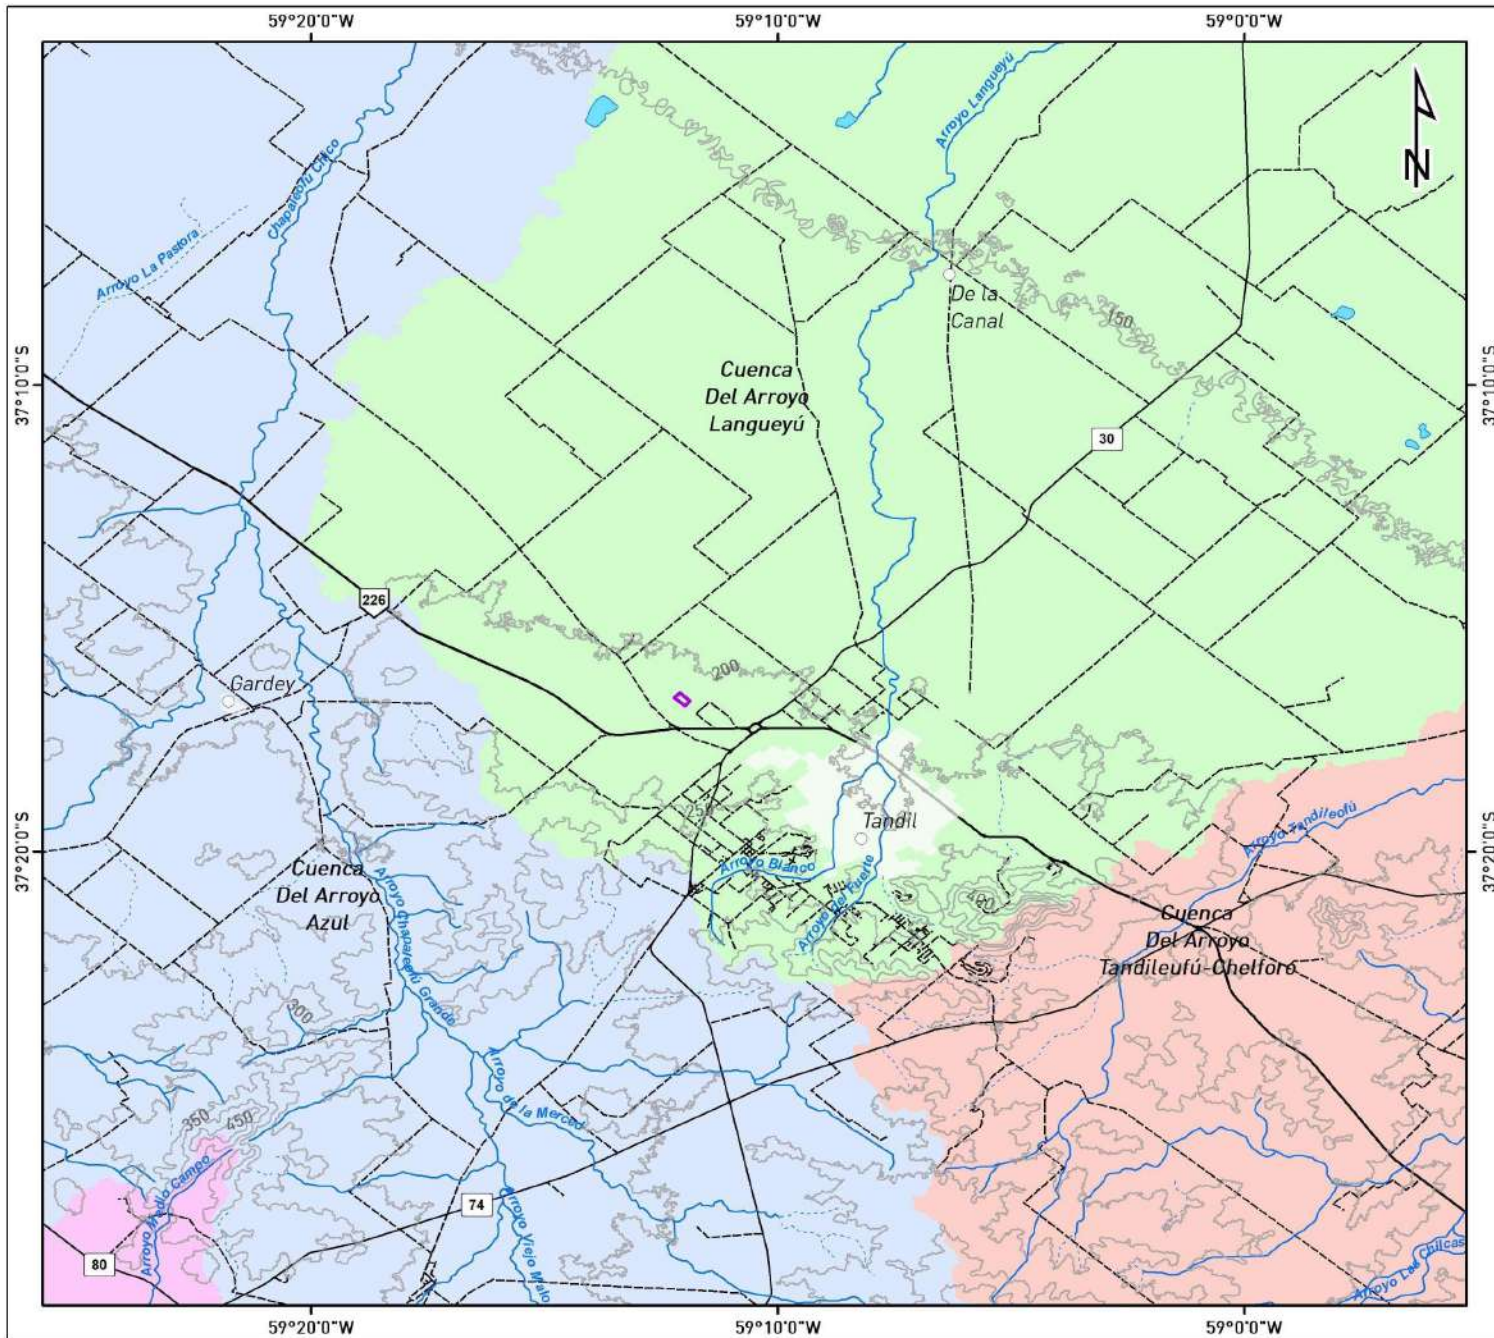 59°20'0"W
59°10'0"W
59°0'0"W
Arroyo Langueyú
N
Chapaleofú Chico
Arroyo La Pastora
De la
Canal
150
37°10'0"S
37°10'0"S
Cuenca
Del Arroyo
Langueyú
30
226
Gardey
200
250
Tandil
Arroyo Tandileofú
37°20'0"S
37°20'0"S
Arroyo Blanco
Arroyo Del Fuerte
400
Cuenca
Del Arroyo
Azul
Arroyo Chapaleofú Grande
Cuenca
Del Arroyo
Tandileufú-Chelforó
300
Arroyo de la Merced
350
450
Arroyo Medio Campo
74
Arroyo Viejo Malo
80
Arroyo Las Chilcas
59°20'0"W
59°10'0"W
59°0'0"W